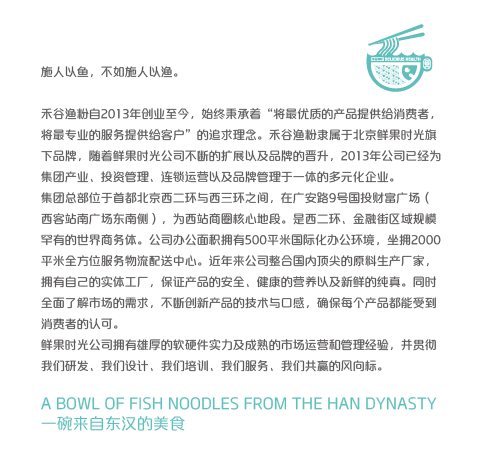 施人以鱼，不如施人以渔。
禾谷渔粉自2013年创业至今，始终秉承着“将最优质的产品提供给消费者，
将最专业的服务提供给客户”的追求理念。禾谷渔粉隶属于北京鲜果时光旗
下品牌，随着鲜果时光公司不断的扩展以及品牌的晋升，2013年公司已经为
集团产业、投资管理、连锁运营以及品牌管理于一体的多元化企业。
集团总部位于首都北京西二环与西三环之间，在广安路9号国投财富广场（
西客站南广场东南侧），为西站商圈核心地段。是西二环、金融街区域规模
罕有的世界商务体。公司办公面积拥有500平米国际化办公环境，坐拥2000
平米全方位服务物流配送中心。近年来公司整合国内顶尖的原料生产厂家，
拥有自己的实体工厂，保证产品的安全、健康的营养以及新鲜的纯真。同时
全面了解市场的需求，不断创新产品的技术与口感，确保每个产品都能受到
消费者的认可。
鲜果时光公司拥有雄厚的软硬件实力及成熟的市场运营和管理经验，并贯彻
我们研发、我们设计、我们培训、我们服务、我们共赢的风向标。
A BOWL OF FISH NOODLES FROM THE HAN DYNASTY
一碗来自东汉的美食